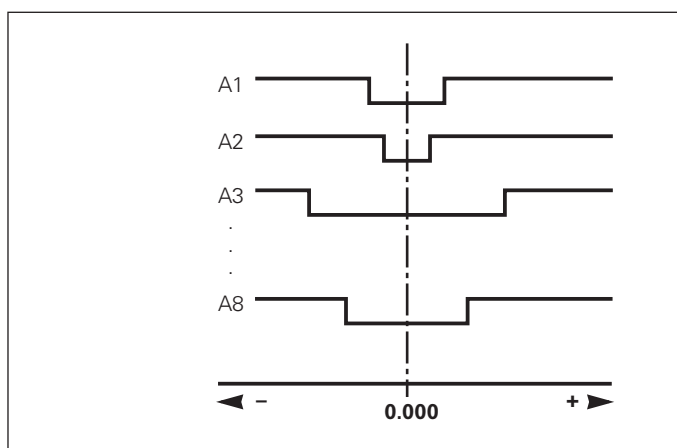 A1
A2
A3
.
.
.
A8
–
0.000
+